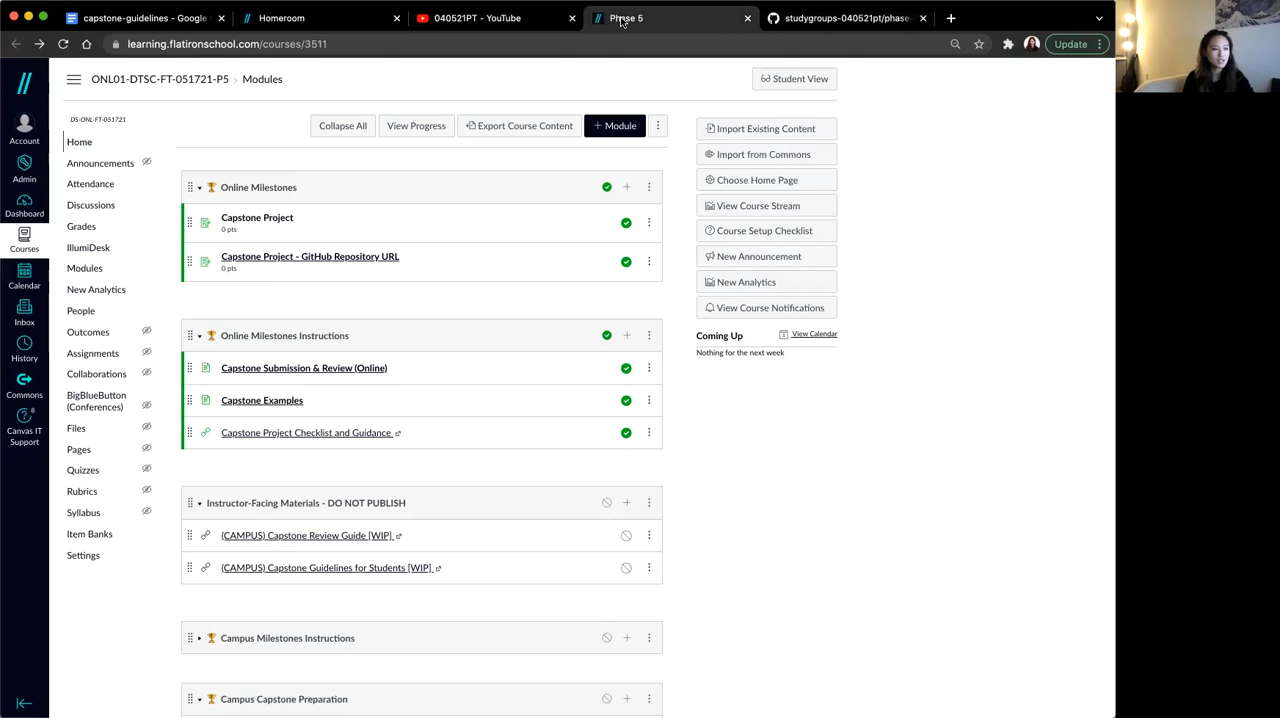 capstone-guidelines - Google
Homeroom
040521PT - YouTube
Phase 5
studygroups-040521pt/phase-
learning.flatironschool.com/courses/3511
Update
ONL01-DTSC-FT-051721-P5 › Modules
Student View
DS-ONL-FT-051721
Collapse All
View Progress
Export Course Content
+ Module
Account
Admin
Dashboard
Courses
Calendar
Inbox
History
Commons
8
Canvas IT
Support
Home
Announcements
Attendance
Discussions
Grades
IllumiDesk
Modules
New Analytics
People
Outcomes
Assignments
Collaborations
BigBlueButton
(Conferences)
Files
Pages
Quizzes
Rubrics
Syllabus
Item Banks
Settings
Online Milestones
Capstone Project
0 pts
Capstone Project - GitHub Repository URL
0 pts
Online Milestones Instructions
Capstone Submission & Review (Online)
Capstone Examples
Capstone Project Checklist and Guidance
Instructor-Facing Materials - DO NOT PUBLISH
(CAMPUS) Capstone Review Guide [WIP]
(CAMPUS) Capstone Guidelines for Students [WIP]
Campus Milestones Instructions
Campus Capstone Preparation
Import Existing Content
Import from Commons
Choose Home Page
View Course Stream
Course Setup Checklist
New Announcement
New Analytics
View Course Notifications
Coming Up
View Calendar
Nothing for the next week